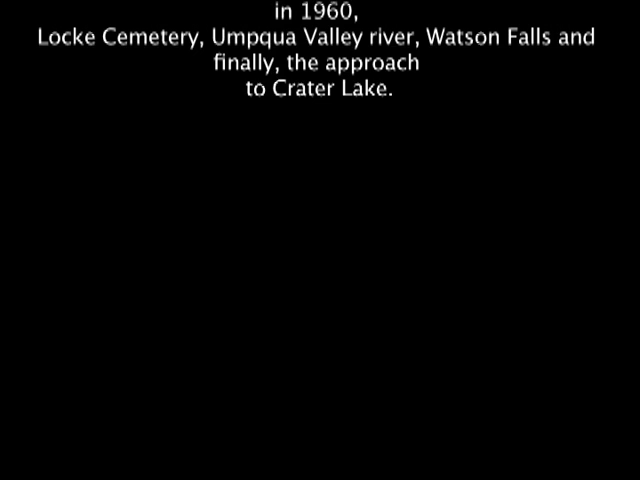 in 1960,
Locke Cemetery, Umpqua Valley river, Watson Falls and
finally, the approach
to Crater Lake.